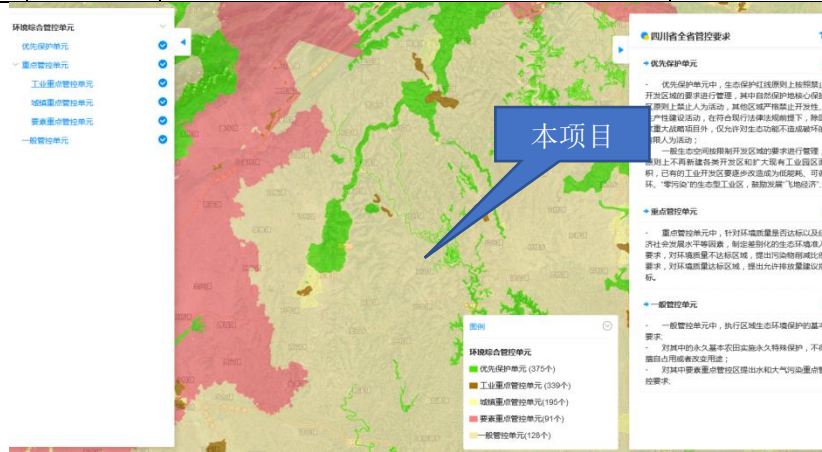 环境综合管控单元
优先保护单元
重点管控单元
工业重点管控单元
城镇重点管控单元
要素重点管控单元
一般管控单元
本项目
图例
环境综合管控单元
优先保护单元 (375个)
工业重点管控单元 (339个)
城镇重点管控单元(195个)
要素重点管控单元(91个)
一般管控单元(128个)
四川省全省管控要求
优先保护单元
- 优先保护单元中，生态保护红线原则上按照禁止
开发区域的要求进行管理，其中自然保护地核心保护
区原则上禁止人为活动，其他区域严格禁止开发性、
生产性建设活动，在符合现行法律法规前提下，除国
家重大战略项目外，仅允许对生态功能不造成破坏的
有限人为活动；
- 一般生态空间按限制开发区域的要求进行管理，
原则上不再新建各类开发区和扩大现有工业园区面
积，已有的工业开发区要逐步改造成为低能耗、可循
环、“零污染”的生态型工业区，鼓励发展“飞地经济”.
重点管控单元
- 重点管控单元中，针对环境质量是否达标以及经
济社会发展水平等因素，制定差别化的生态环境准入
要求，对环境质量不达标区域，提出污染物削减比例
要求，对环境质量达标区域，提出允许排放量建议指
标。
一般管控单元
- 一般管控单元中，执行区域生态环境保护的基本
要求;
- 对其中的永久基本农田实施永久特殊保护，不得
擅自占用或者改变用途；
- 对其中要素重点管控区提出水和大气污染重点管
控要求;